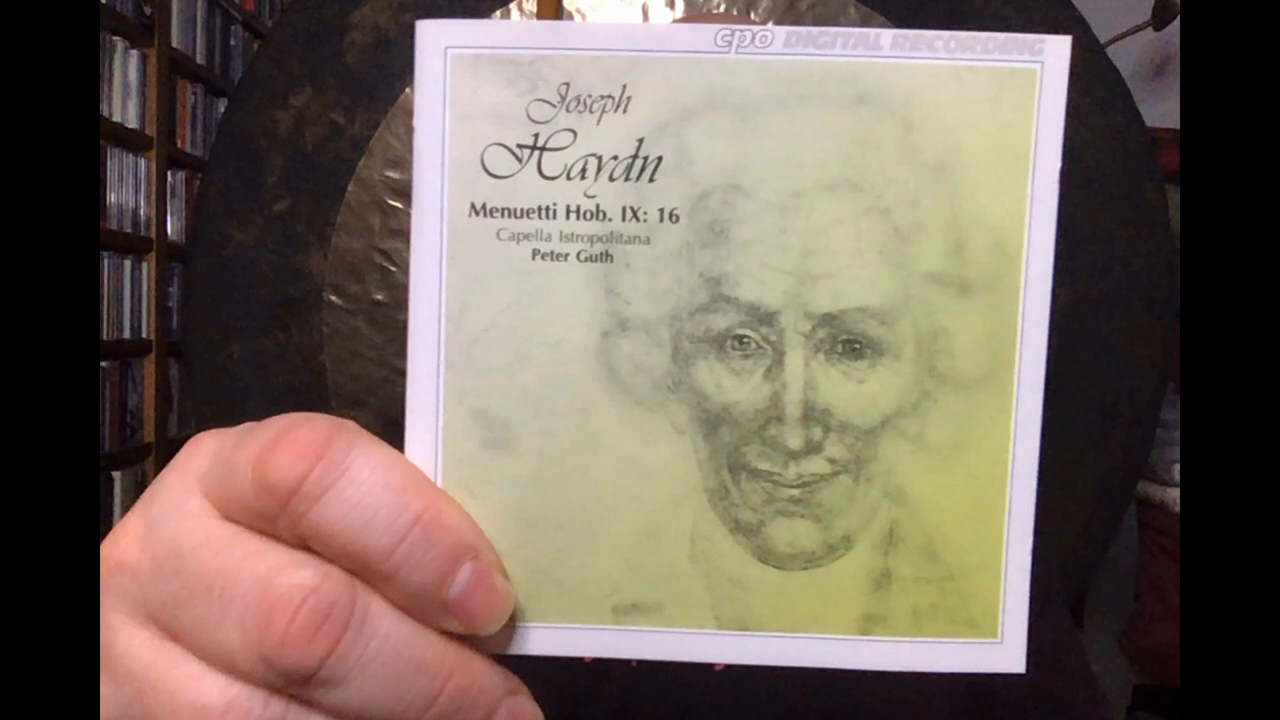 cpo DIGITAL RECORDING
Joseph
Haydn
Menuetti Hob. IX: 16
Capella Istropolitana
Peter Guth